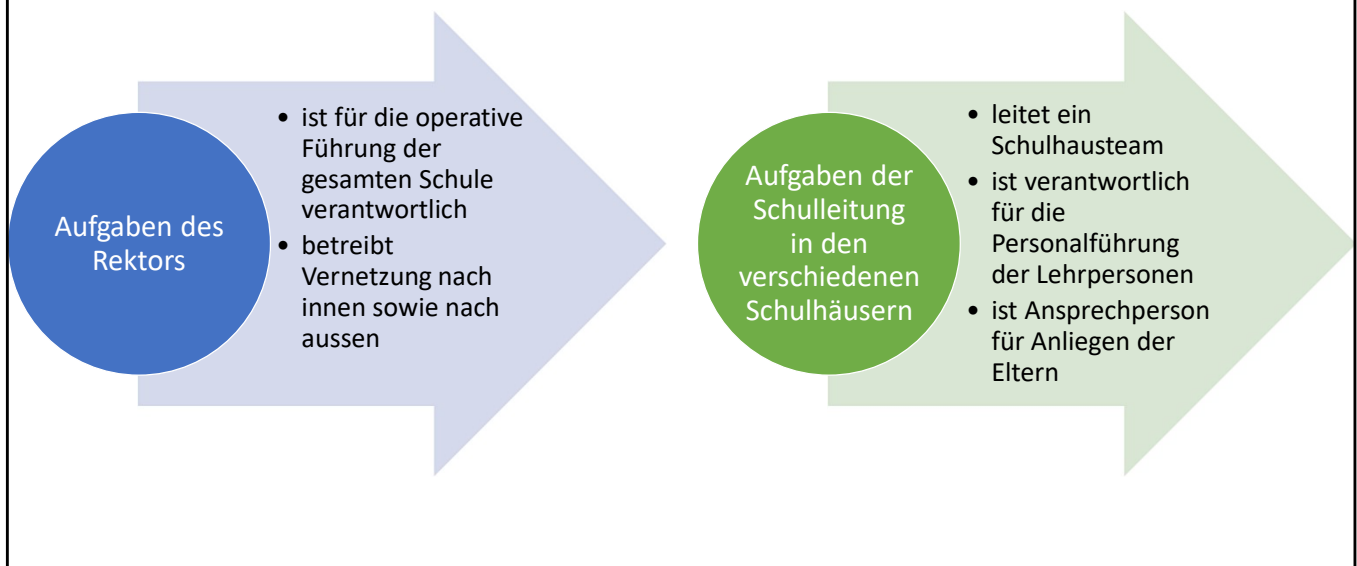 Aufgaben des
Rektors
• ist für die operative
Führung der
gesamten Schule
verantwortlich
• betreibt
Vernetzung nach
innen sowie nach
aussen
Aufgaben der
Schulleitung
in den
verschiedenen
Schulhäusern
• leitet ein
Schulhausteam
• ist verantwortlich
für die
Personalführung
der Lehrpersonen
• ist Ansprechperson
für Anliegen der
Eltern